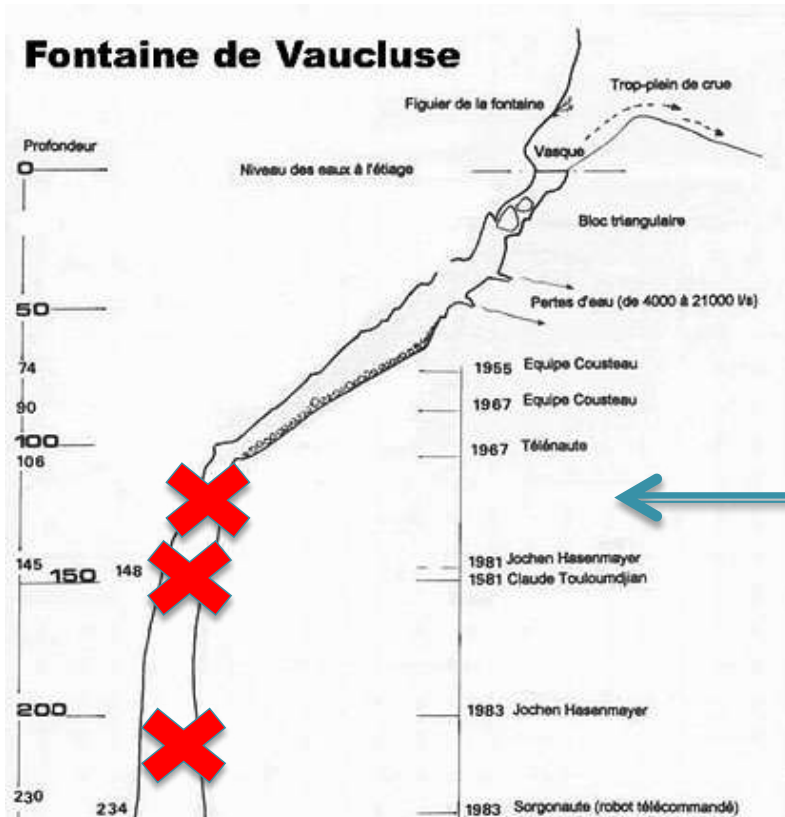 Fontaine de Vaucluse
Trop-plein de crue
Figuier de la fontaine
Profondeur
Vasque
0
Niveau des eaux à l'étiage
Bloc triangulaire
50
Pertes d'eau (de 4000 à 21000 l/s)
74
1955 Equipe Cousteau
90
1967 Equipe Cousteau
100
106
1967 Télénaute
145
1981 Jochen Hasenmayer
150
148
1581 Claude Touloumdjian
200
1983 Jochen Hasenmayer
230
234
1983 Sorgonaute (robot télécommandé)